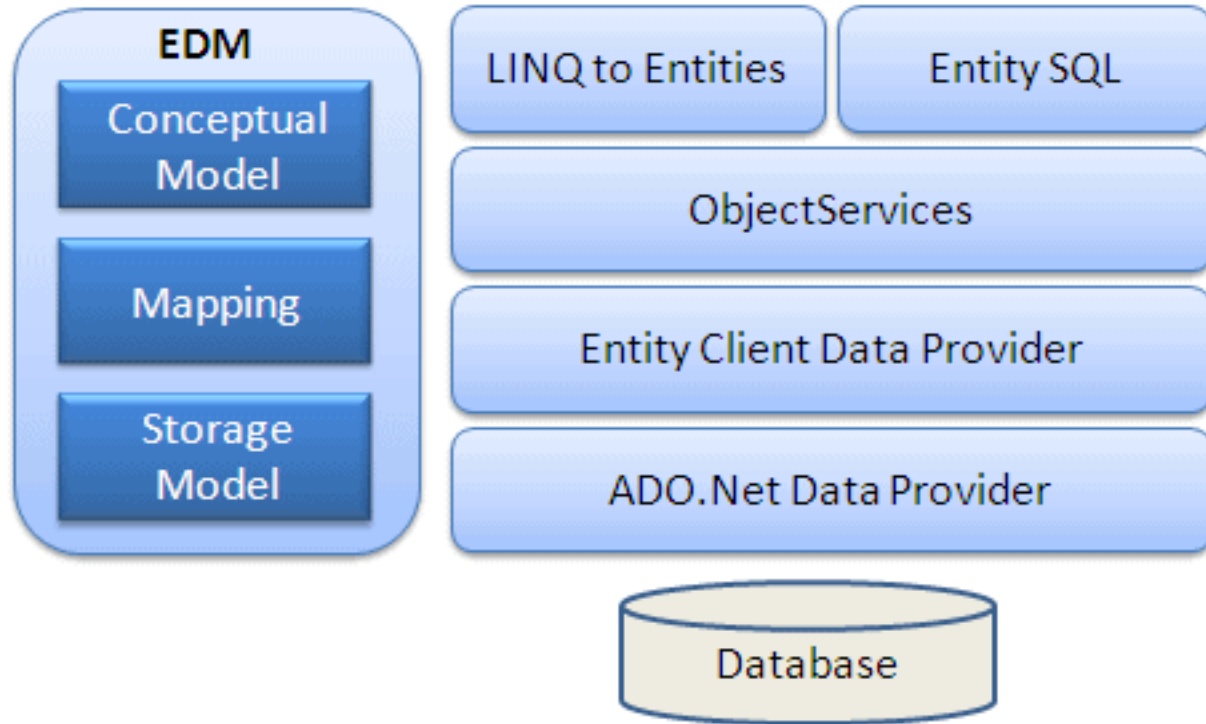 EDM
Conceptual
Model
Mapping
Storage
Model
LINQ to Entities
Entity SQL
ObjectServices
Entity Client Data Provider
ADO.Net Data Provider
Database